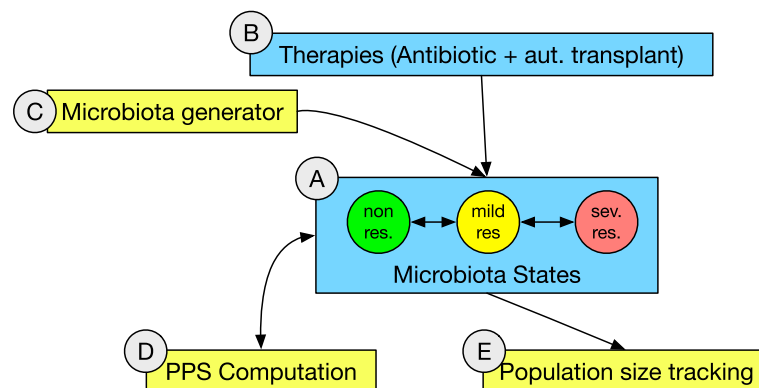 B
Therapies (Antibiotic + aut. transplant)
C
Microbiota generator
A
non
res.
mild
res
sev.
res.
Microbiota States
D
PPS Computation
E
Population size tracking